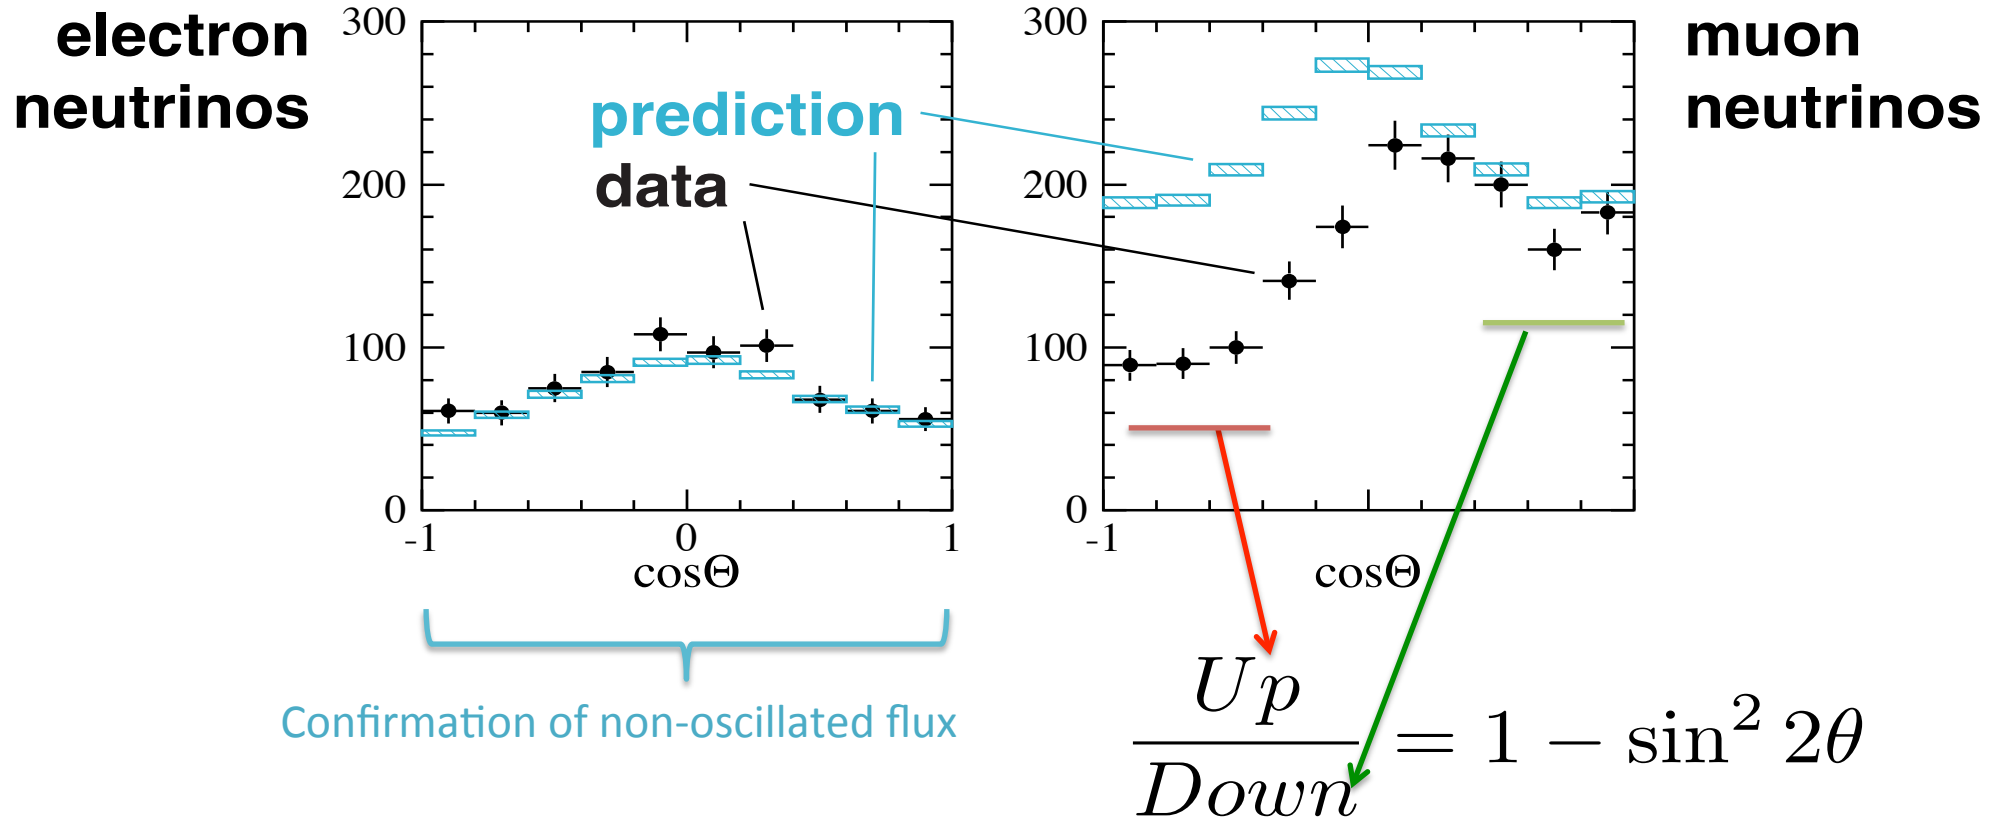 electron
neutrinos
300
200
100
0
-1
0
1
cosΘ
prediction
data
300
200
100
0
-1
cosΘ
muon
neutrinos
Confirmation of non-oscillated flux
Up
Down
= 1 − sin² 2θ